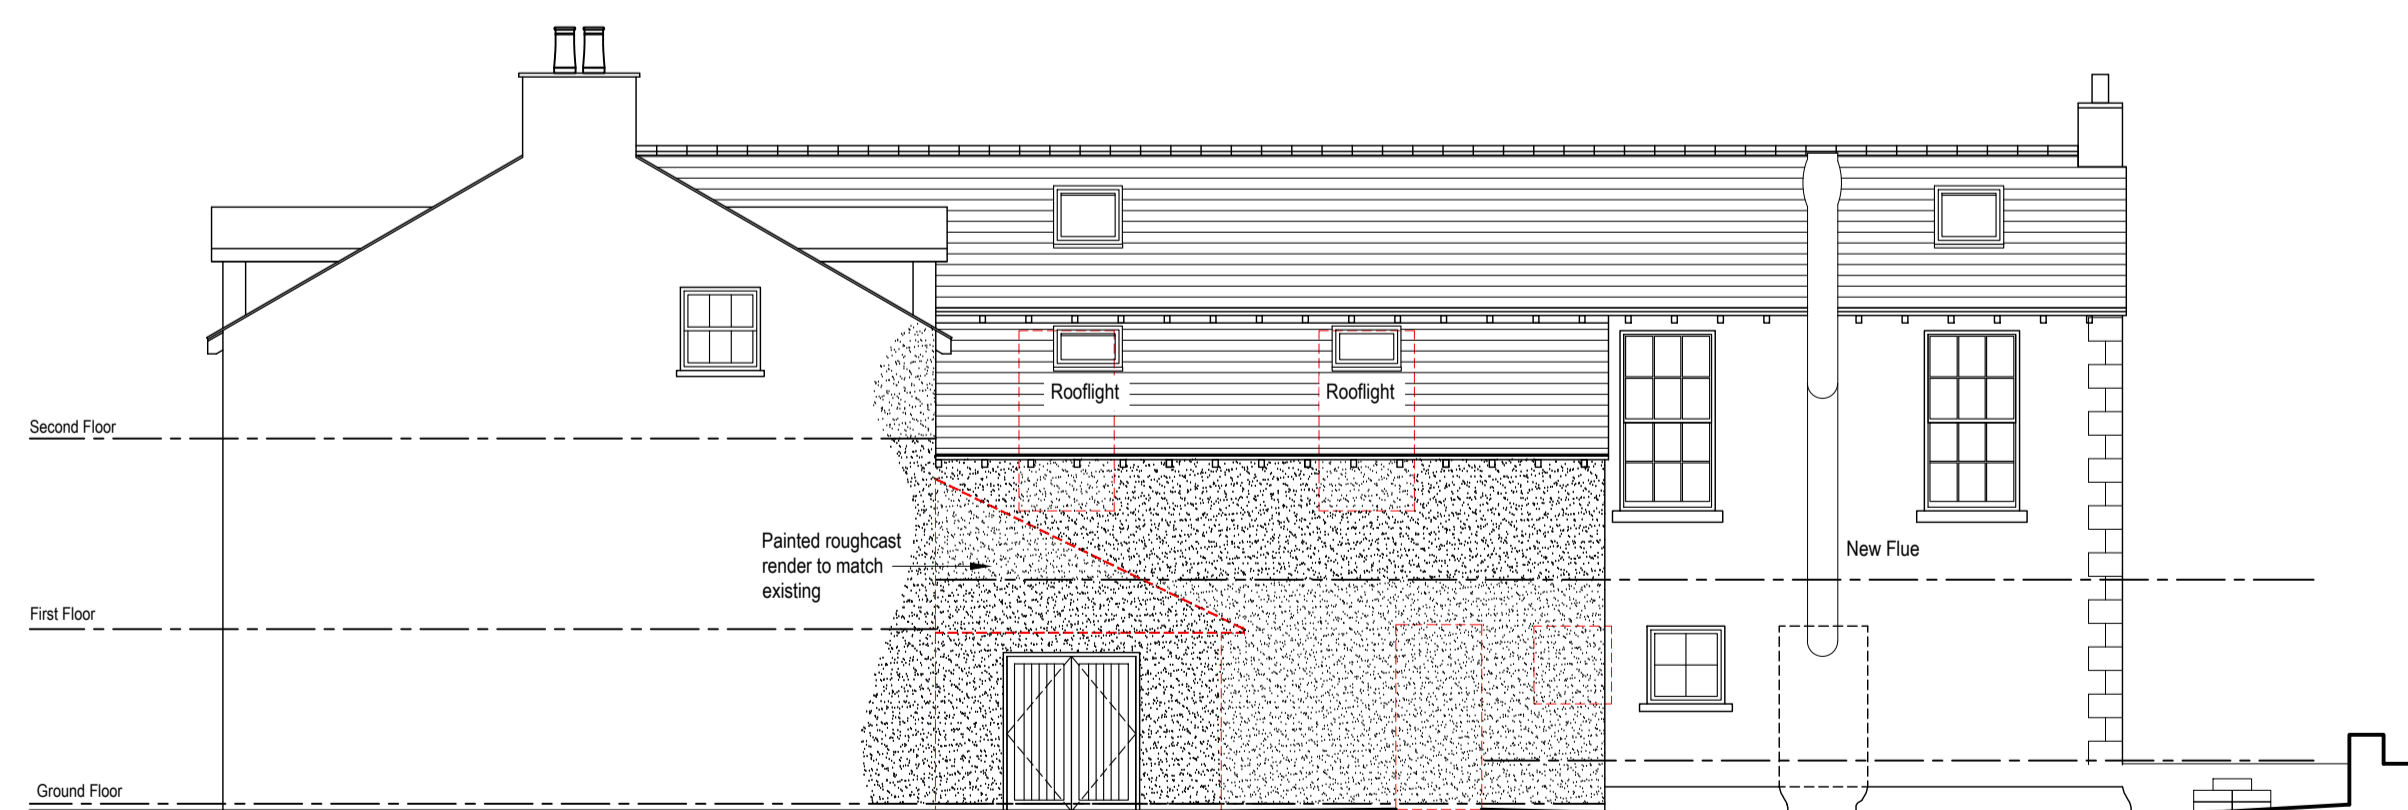 Rooflight
Rooflight
Second Floor
Painted roughcast
render to match
existing
New Flue
First Floor
Ground Floor